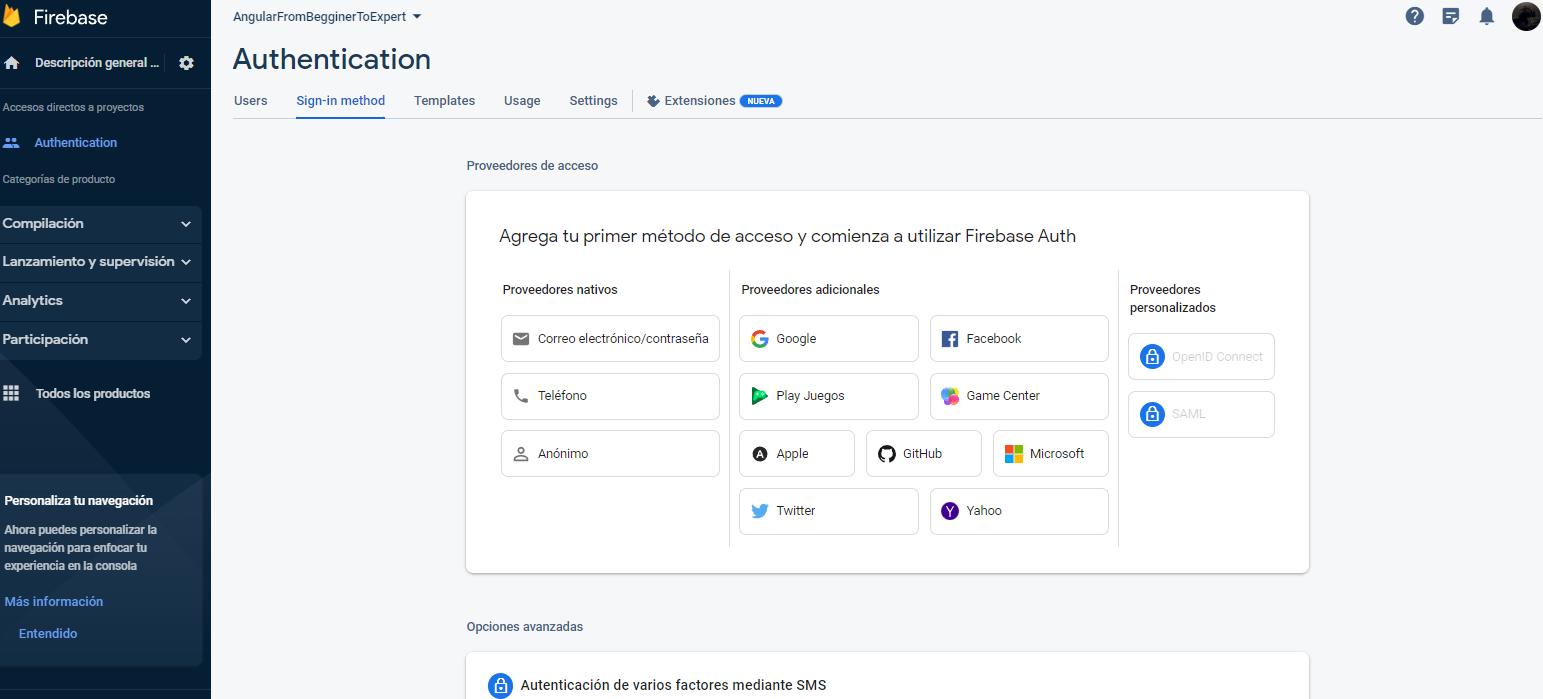 Firebase
Descripción general ...
Accesos directos a proyectos
Authentication
Categorías de producto
Compilación
Lanzamiento y supervisión
Analytics
Participación
Todos los productos
Personaliza tu navegación
Ahora puedes personalizar la
navegación para enfocar tu
experiencia en la consola
Más información
Entendido
AngularFromBegginerToExpert
Authentication
Users Sign-in method Templates Usage Settings Extensiones NUEVA
Proveedores de acceso
Agrega tu primer método de acceso y comienza a utilizar Firebase Auth
Proveedores nativos
Correo electrónico/contraseña
Teléfono
Anónimo
Proveedores adicionales
Google Facebook
Play Juegos Game Center
Apple GitHub Microsoft
Twitter Yahoo
Proveedores
personalizados
OpenID Connect
SAML
Opciones avanzadas
Autenticación de varios factores mediante SMS